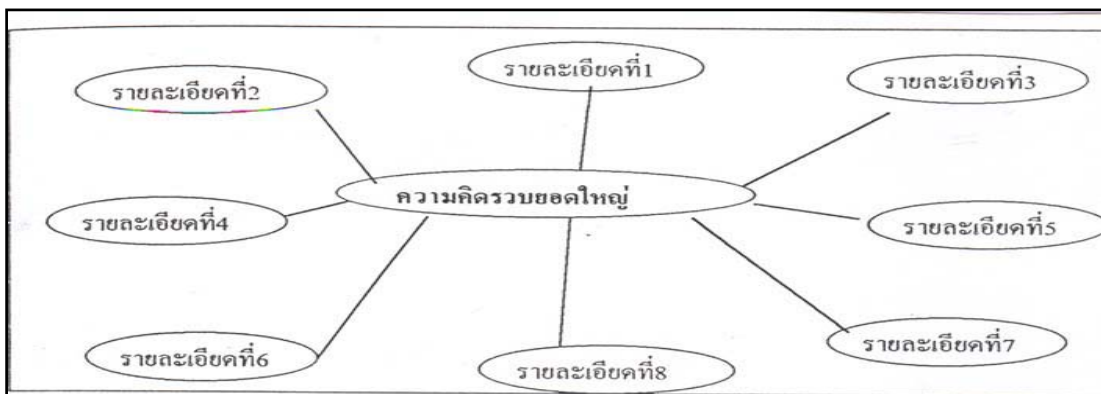 รายละเอียดที่1
รายละเอียดที่2
รายละเอียดที่3
ความคิดรวบยอดใหญ่
รายละเอียดที่4
รายละเอียดที่5
รายละเอียดที่6
รายละเอียดที่7
รายละเอียดที่8